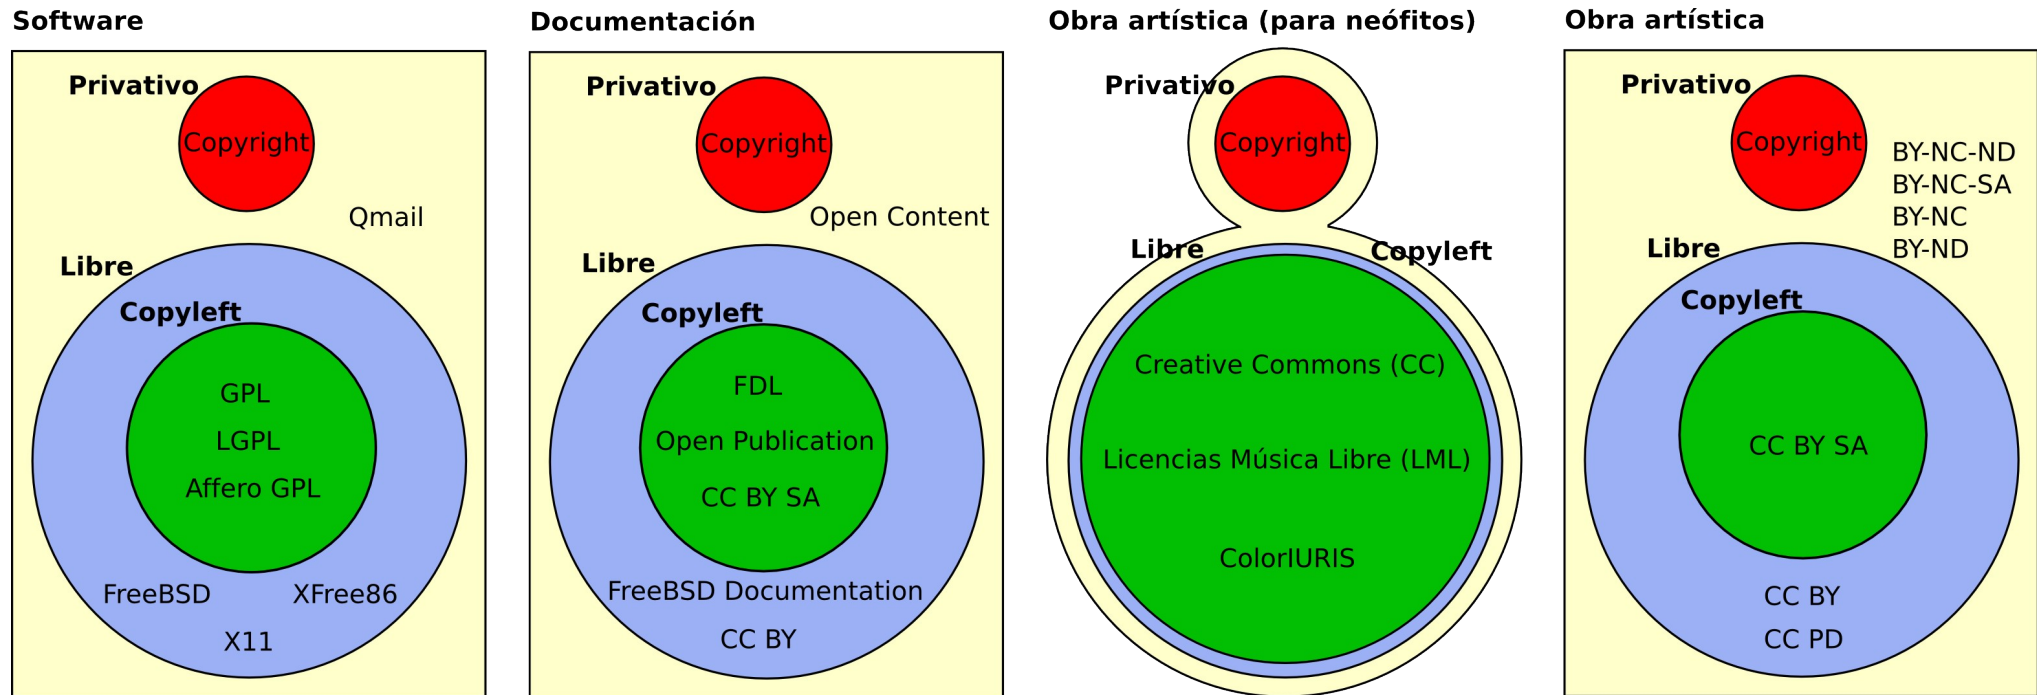 Software
Privativo
Copyright
Qmail
Libre
Copyleft
GPL
LGPL
Affero GPL
FreeBSD
XFree86
X11
Documentación
Privativo
Copyright
Open Content
Libre
Copyleft
FDL
Open Publication
CC BY SA
FreeBSD Documentation
CC BY
Obra artística (para neófitos)
Privativo
Copyright
Libre
Copyleft
Creative Commons (CC)
Licencias Música Libre (LML)
ColorIURIS
Obra artística
Privativo
Copyright
BY-NC-ND
BY-NC-SA
BY-NC
BY-ND
Libre
Copyleft
CC BY SA
CC BY
CC PD